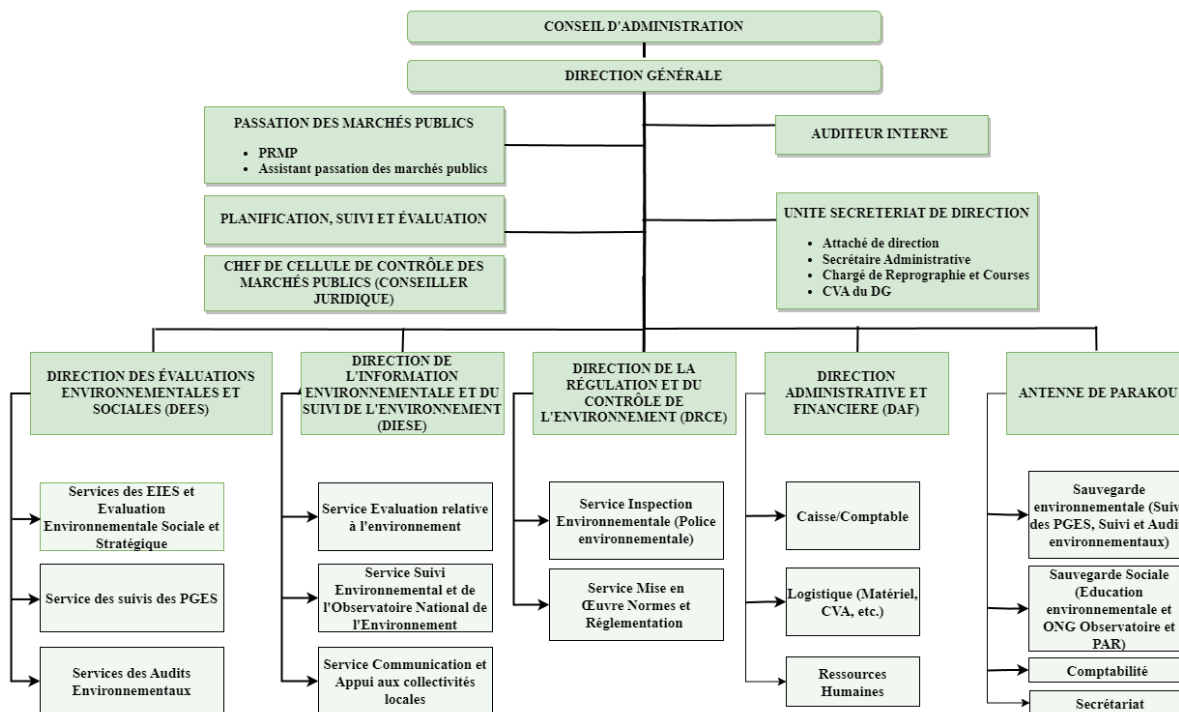 CONSEIL D'ADMINISTRATION
DIRECTION GÉNÉRALE
PASSATION DES MARCHÉS PUBLICS
• PRMP
• Assistant passation des marchés publics
AUDITEUR INTERNE
PLANIFICATION, SUIVI ET ÉVALUATION
UNITE SECRETERIAT DE DIRECTION
• Attaché de direction
• Secrétaire Administrative
• Chargé de Reprographie et Courses
• CVA du DG
CHEF DE CELLULE DE CONTRÔLE DES
MARCHÉS PUBLICS (CONSEILLER
JURIDIQUE)
DIRECTION DES ÉVALUATIONS
ENVIRONNEMENTALES ET
SOCIALES (DEES)
DIRECTION DE
L'INFORMATION
ENVIRONNEMENTALE ET DU
SUIVI DE L'ENVIRONNEMENT
(DIESE)
DIRECTION DE LA
RÉGULATION ET DU
CONTRÔLE DE
L'ENVIRONNEMENT (DRCE)
DIRECTION
ADMINISTRATIVE ET
FINANCIERE (DAF)
ANTENNE DE PARAKOU
Services des EIES et
Evaluation
Environnementale Sociale et
Stratégique
Service des suivis des PGES
Services des Audits
Environnementaux
Service Evaluation relative
à l'environnement
Service Suivi
Environmental et de
l'Observatoire National de
l'Environnement
Service Communication et
Appui aux collectivités
locales
Service Inspection
Environnementale (Police
environnementale)
Service Mise en
Œuvre Normes et
Réglementation
Caisse/Comptable
Logistique (Matériel,
CVA, etc.)
Ressources
Humaines
Sauvegarde
environnementale (Suivi
des PGES, Suivi et Audits
environmentaux)
Sauvegarde Sociale
(Education
environnementale et
ONG Observatoire et
PAR)
Comptabilité
Secrétariat